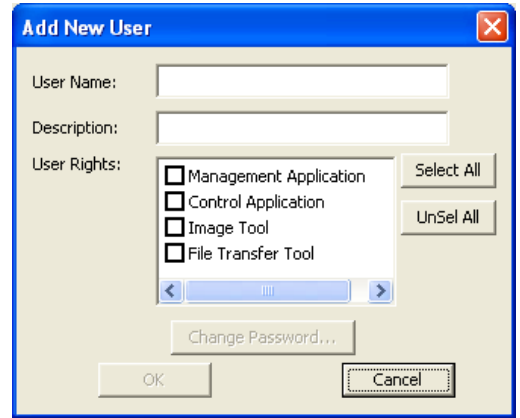 Add New User
User Name:
Description:
User Rights:
Management Application
Control Application
Image Tool
File Transfer Tool
Select All
UnSel All
Change Password...
OK
Cancel